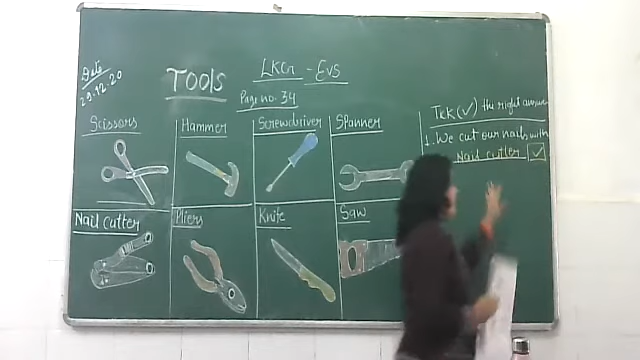 Date
29.12.20
LKG - EVS
TOOLS
Page no. 34
Scissors
Hammer
Screwdriver
Spanner
Nail cutter
Pliers
Knife
Saw
Tick (✓) the right answer
1. We cut our nails with
Nail cutter ✓